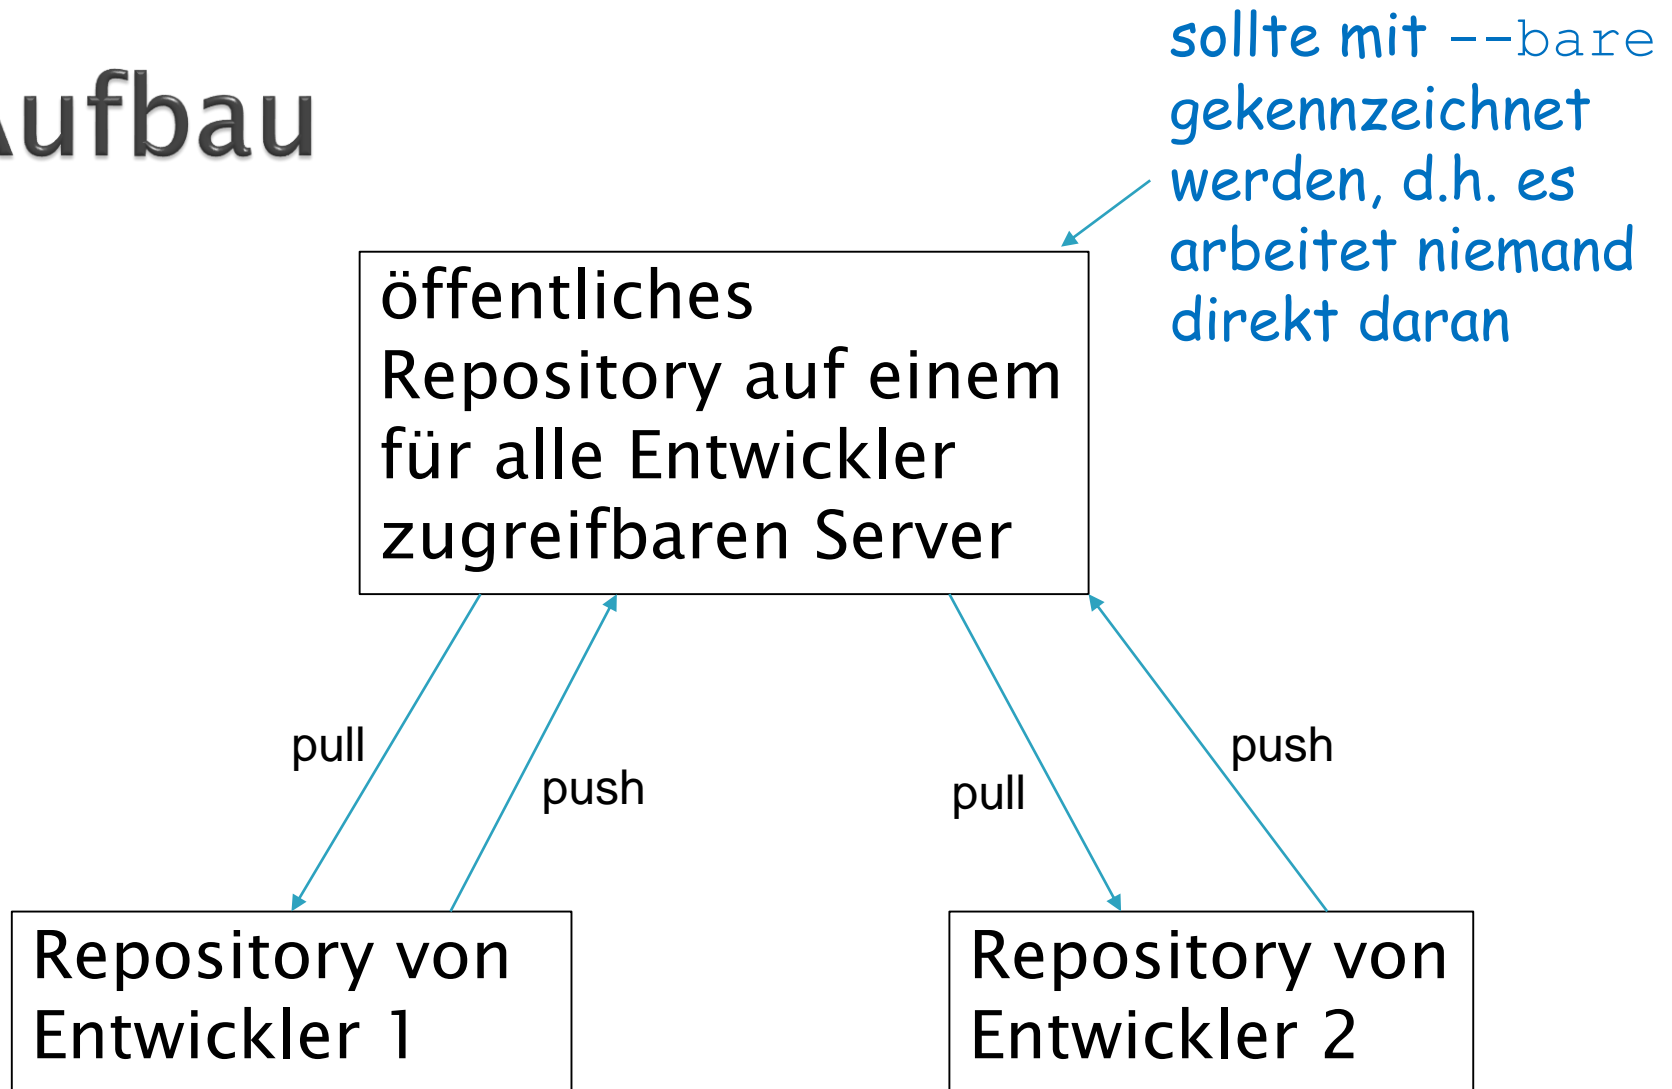 Aufbau
sollte mit --bare
gekennzeichnet
werden, d.h. es
arbeitet niemand
direkt daran
öffentliches
Repository auf einem
für alle Entwickler
zugreifbaren Server
pull
push
pull
push
Repository von
Entwickler 1
Repository von
Entwickler 2